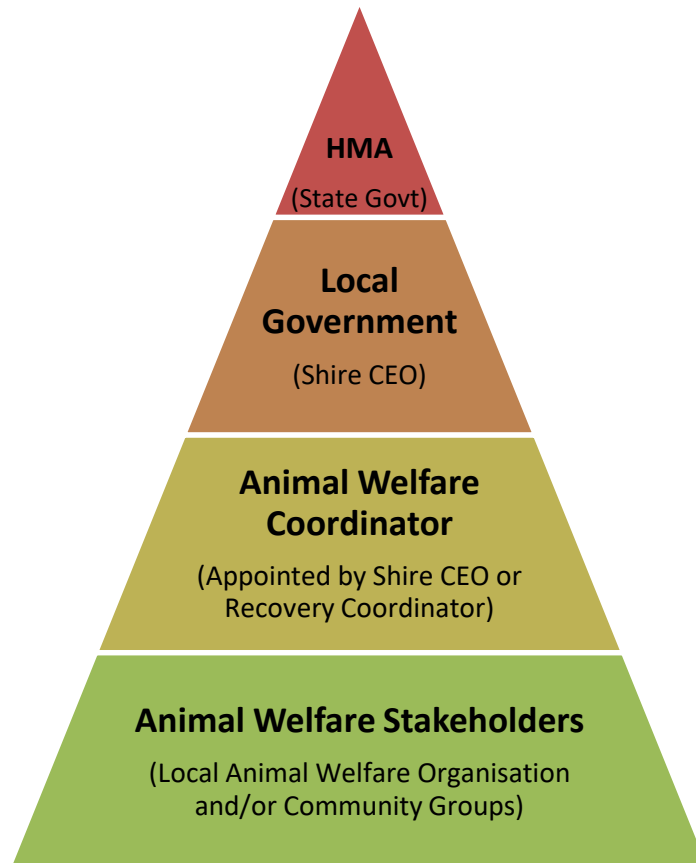 HMA
(State Govt)
Local
Government
(Shire CEO)
Animal Welfare
Coordinator
(Appointed by Shire CEO or
Recovery Coordinator)
Animal Welfare Stakeholders
(Local Animal Welfare Organisation
and/or Community Groups)